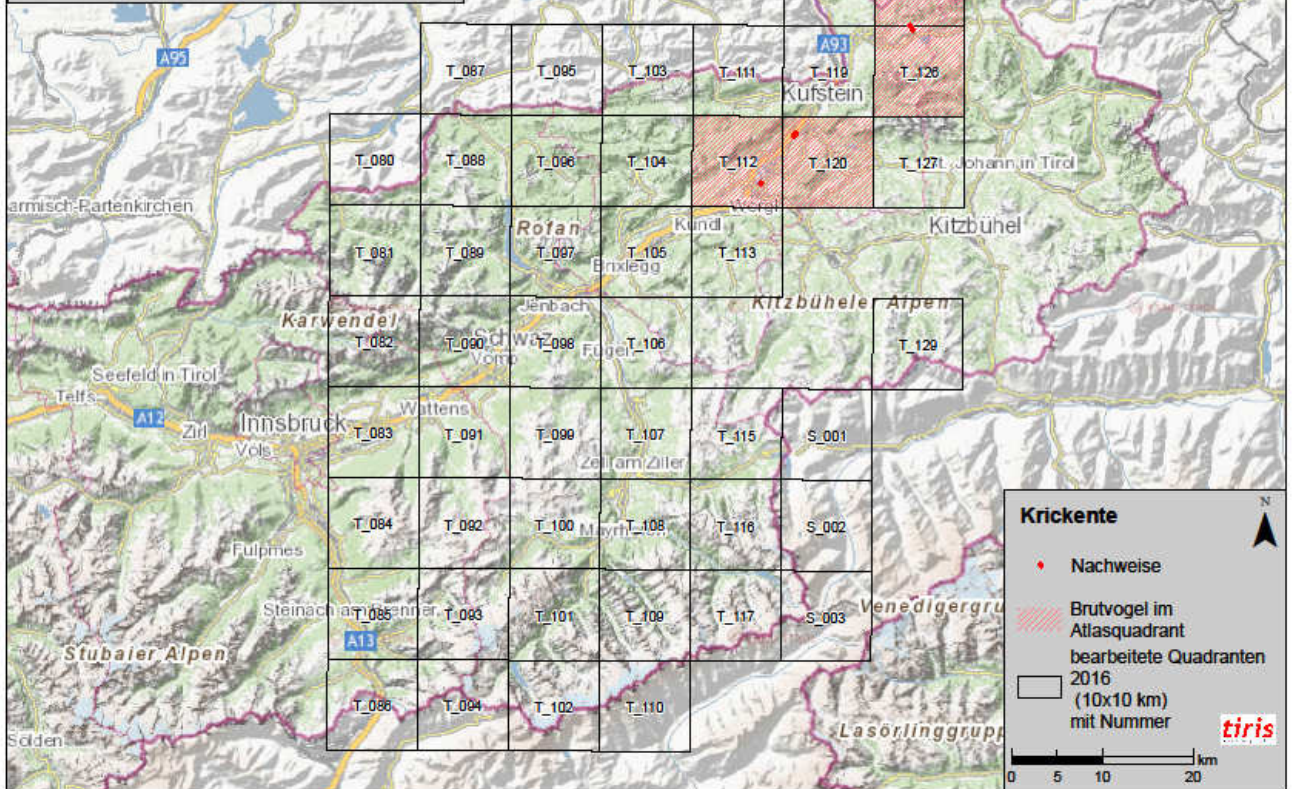 A95
A93
T_087
T_095
T_103
T_111
T_119
T_126
Kufstein
T_080
T_088
T_096
T_104
T_112
T_120
T_127
t. Johann in Tirol
armisch-Partenkirchen
Wörgl
Rofan
Kundl
Kitzbühel
T_081
T_089
T_097
T_105
T_113
Brixlegg
Jenbach
Kitzbüheler Alpen
Karwendel
T_082
T_090
Schwaz
T_098
Fügen
T_106
T_129
Vomp
Seefeld in Tirol
Telfs
A12
Zirl
Innsbruck
Völs
Wattens
T_083
T_091
T_099
T_107
T_115
S_001
Zell am Ziller
T_084
T_092
T_100
Mayrhofen
T_108
T_116
S_002
Fulpmes
Steinach am Brenner
T_085
T_093
T_101
T_109
T_117
S_003
Venedigergru
A13
Stubaier Alpen
T_086
T_094
T_102
T_110
Sölden
Lasörlinggrupp
Krickente
N
Nachweise
Brutvogel im
Atlasquadrant
bearbeitete Quadranten
2016
(10x10 km)
mit Nummer
tiris
km
0 5 10 20